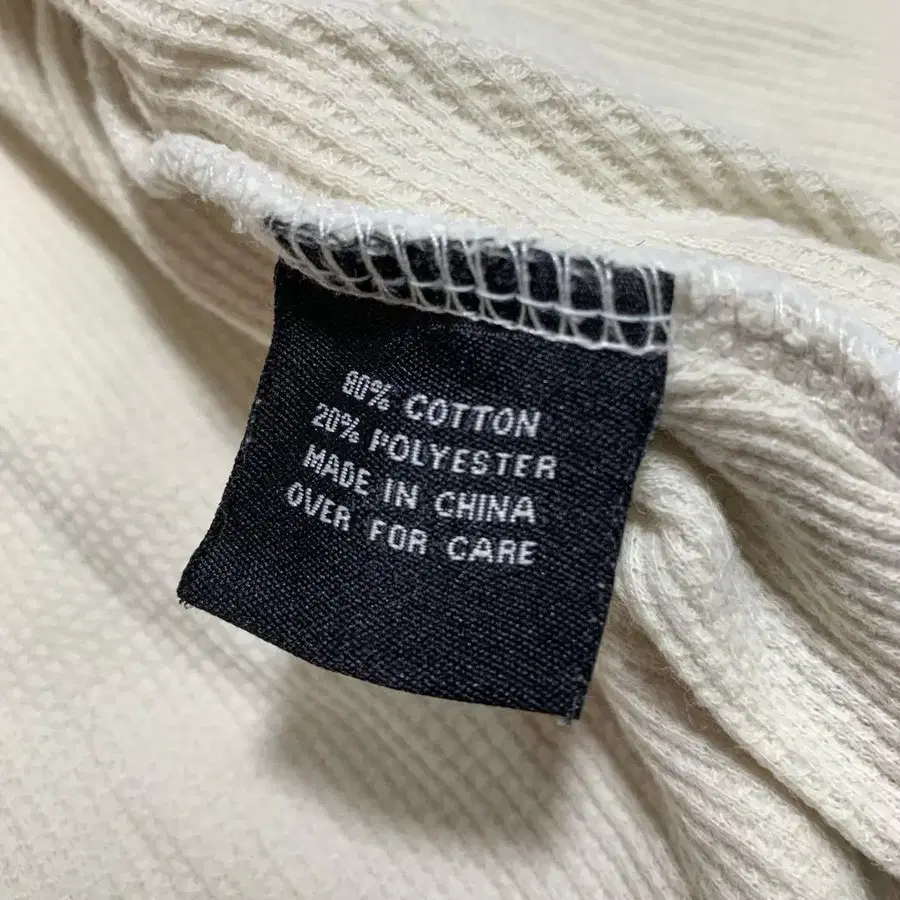 80% COTTON
20% POLYESTER
MADE IN CHINA
OVER FOR CARE